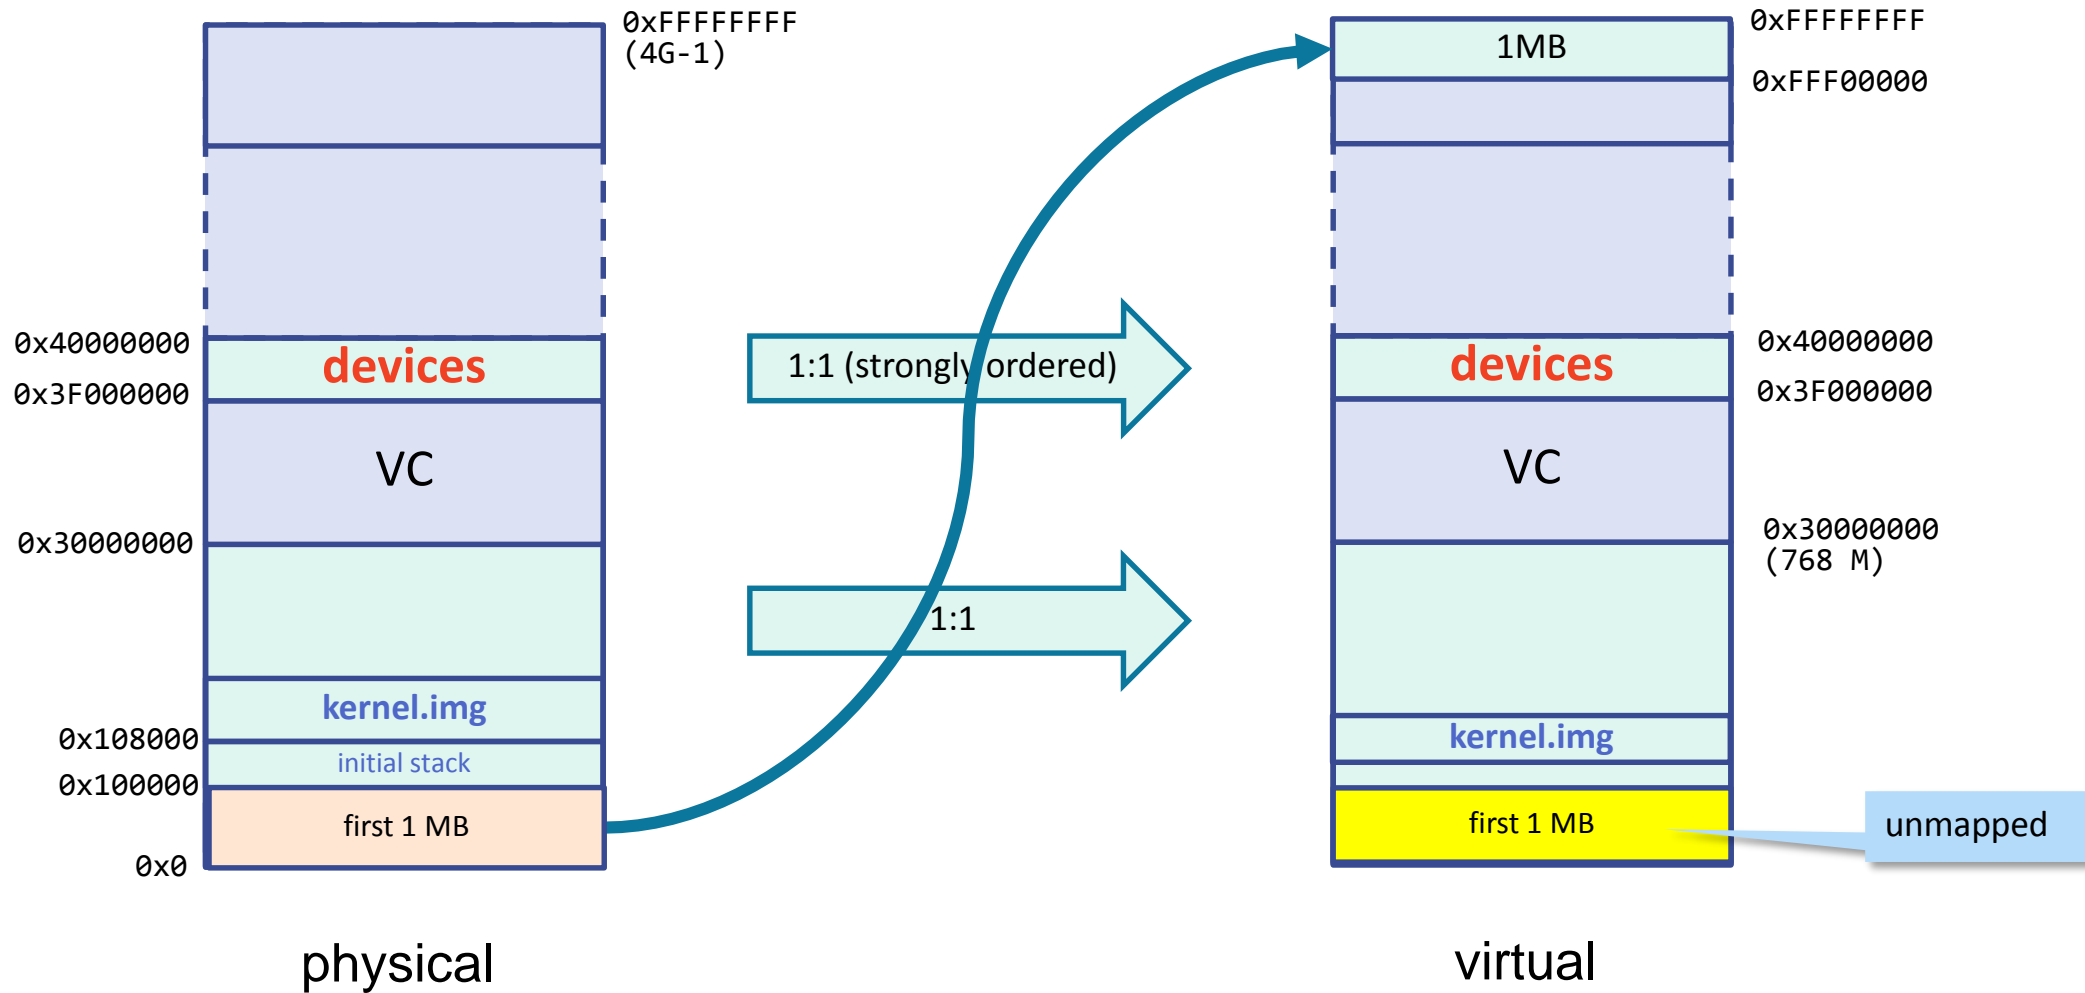 0xFFFFFFFF
(4G-1)
0x40000000
devices
0x3F000000
VC
0x30000000
kernel.img
0x108000
initial stack
0x100000
first 1 MB
0x0
physical
1:1 (strongly ordered)
1:1
0xFFFFFFFF
1MB
0xFFF00000
0x40000000
devices
0x3F000000
VC
0x30000000
(768 M)
kernel.img
first 1 MB
unmapped
virtual